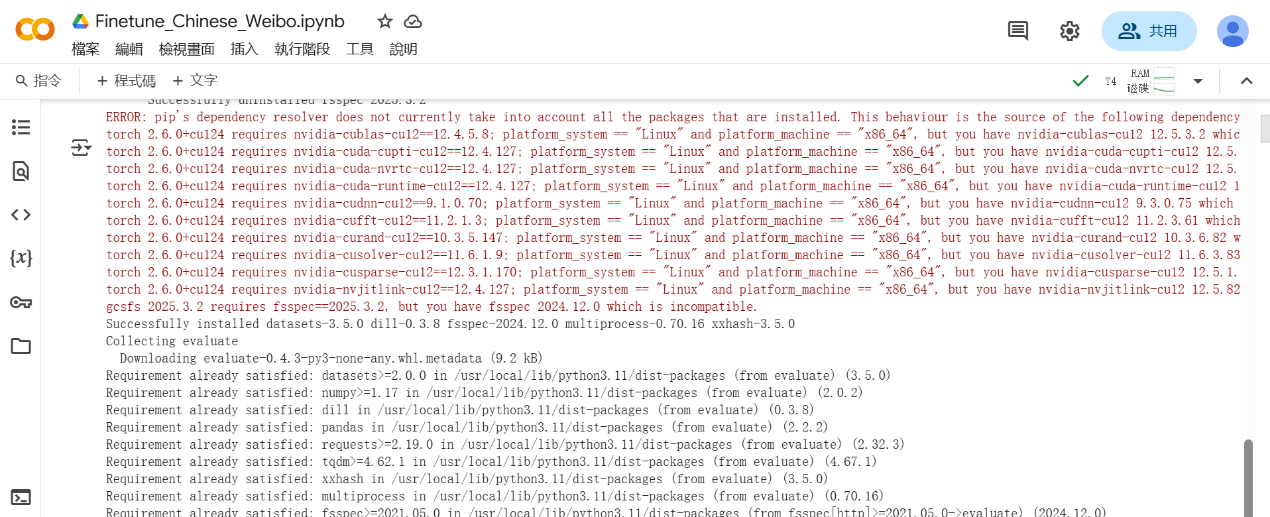 Finetune_Chinese_Weibo.ipynb
檔案 編輯 檢視畫面 插入 執行階段 工具 說明
共用
指令 + 程式碼 + 文字
T4 RAM 磁碟
Successfully uninstalled fsspec 2025.3.2
ERROR: pip's dependency resolver does not currently take into account all the packages that are installed. This behaviour is the source of the following dependency
torch 2.6.0+cu124 requires nvidia-cublas-cu12==12.4.5.8; platform_system == "Linux" and platform_machine == "x86_64", but you have nvidia-cublas-cu12 12.5.3.2 whic
torch 2.6.0+cu124 requires nvidia-cuda-cupti-cu12==12.4.127; platform_system == "Linux" and platform_machine == "x86_64", but you have nvidia-cuda-cupti-cu12 12.5.
torch 2.6.0+cu124 requires nvidia-cuda-nvrtc-cu12==12.4.127; platform_system == "Linux" and platform_machine == "x86_64", but you have nvidia-cuda-nvrtc-cu12 12.5.
torch 2.6.0+cu124 requires nvidia-cuda-runtime-cu12==12.4.127; platform_system == "Linux" and platform_machine == "x86_64", but you have nvidia-cuda-runtime-cu12 1
torch 2.6.0+cu124 requires nvidia-cudnn-cu12==9.1.0.70; platform_system == "Linux" and platform_machine == "x86_64", but you have nvidia-cudnn-cu12 9.3.0.75 which
torch 2.6.0+cu124 requires nvidia-cufft-cu12==11.2.1.3; platform_system == "Linux" and platform_machine == "x86_64", but you have nvidia-cufft-cu12 11.2.3.61 which
torch 2.6.0+cu124 requires nvidia-curand-cu12==10.3.5.147; platform_system == "Linux" and platform_machine == "x86_64", but you have nvidia-curand-cu12 10.3.6.82 w
torch 2.6.0+cu124 requires nvidia-cusolver-cu12==11.6.1.9; platform_system == "Linux" and platform_machine == "x86_64", but you have nvidia-cusolver-cu12 11.6.3.83
torch 2.6.0+cu124 requires nvidia-cusparse-cu12==12.3.1.170; platform_system == "Linux" and platform_machine == "x86_64", but you have nvidia-cusparse-cu12 12.5.1.
torch 2.6.0+cu124 requires nvidia-nvjitlink-cu12==12.4.127; platform_system == "Linux" and platform_machine == "x86_64", but you have nvidia-nvjitlink-cu12 12.5.82
gcsfs 2025.3.2 requires fsspec==2025.3.2, but you have fsspec 2024.12.0 which is incompatible.
Successfully installed datasets-3.5.0 dill-0.3.8 fsspec-2024.12.0 multiprocess-0.70.16 xxhash-3.5.0
Collecting evaluate
Downloading evaluate-0.4.3-py3-none-any.whl.metadata (9.2 kB)
Requirement already satisfied: datasets>=2.0.0 in /usr/local/lib/python3.11/dist-packages (from evaluate) (3.5.0)
Requirement already satisfied: numpy>=1.17 in /usr/local/lib/python3.11/dist-packages (from evaluate) (2.0.2)
Requirement already satisfied: dill in /usr/local/lib/python3.11/dist-packages (from evaluate) (0.3.8)
Requirement already satisfied: pandas in /usr/local/lib/python3.11/dist-packages (from evaluate) (2.2.2)
Requirement already satisfied: requests>=2.19.0 in /usr/local/lib/python3.11/dist-packages (from evaluate) (2.32.3)
Requirement already satisfied: tqdm>=4.62.1 in /usr/local/lib/python3.11/dist-packages (from evaluate) (4.67.1)
Requirement already satisfied: xxhash in /usr/local/lib/python3.11/dist-packages (from evaluate) (3.5.0)
Requirement already satisfied: multiprocess in /usr/local/lib/python3.11/dist-packages (from evaluate) (0.70.16)
Requirement already satisfied: fsspec>=2021.05.0 in /usr/local/lib/python3.11/dist-packages (from fsspec[http]>=2021.05.0->evaluate) (2024.12.0)